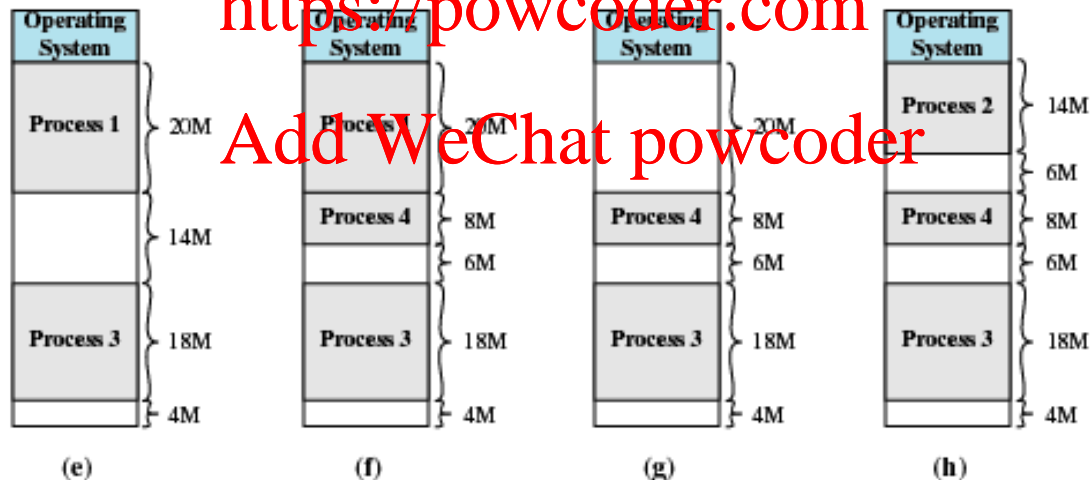 https://powcoder.com
Operating System
Process 1
20M
14M
Process 3
18M
4M
(e)
Operating System
Process 1
20M
Process 4
8M
6M
Process 3
18M
4M
(f)
Operating System
20M
Process 4
8M
6M
Process 3
18M
4M
(g)
Operating System
Process 2
14M
6M
Process 4
8M
6M
Process 3
18M
4M
(h)
Add WeChat powcoder